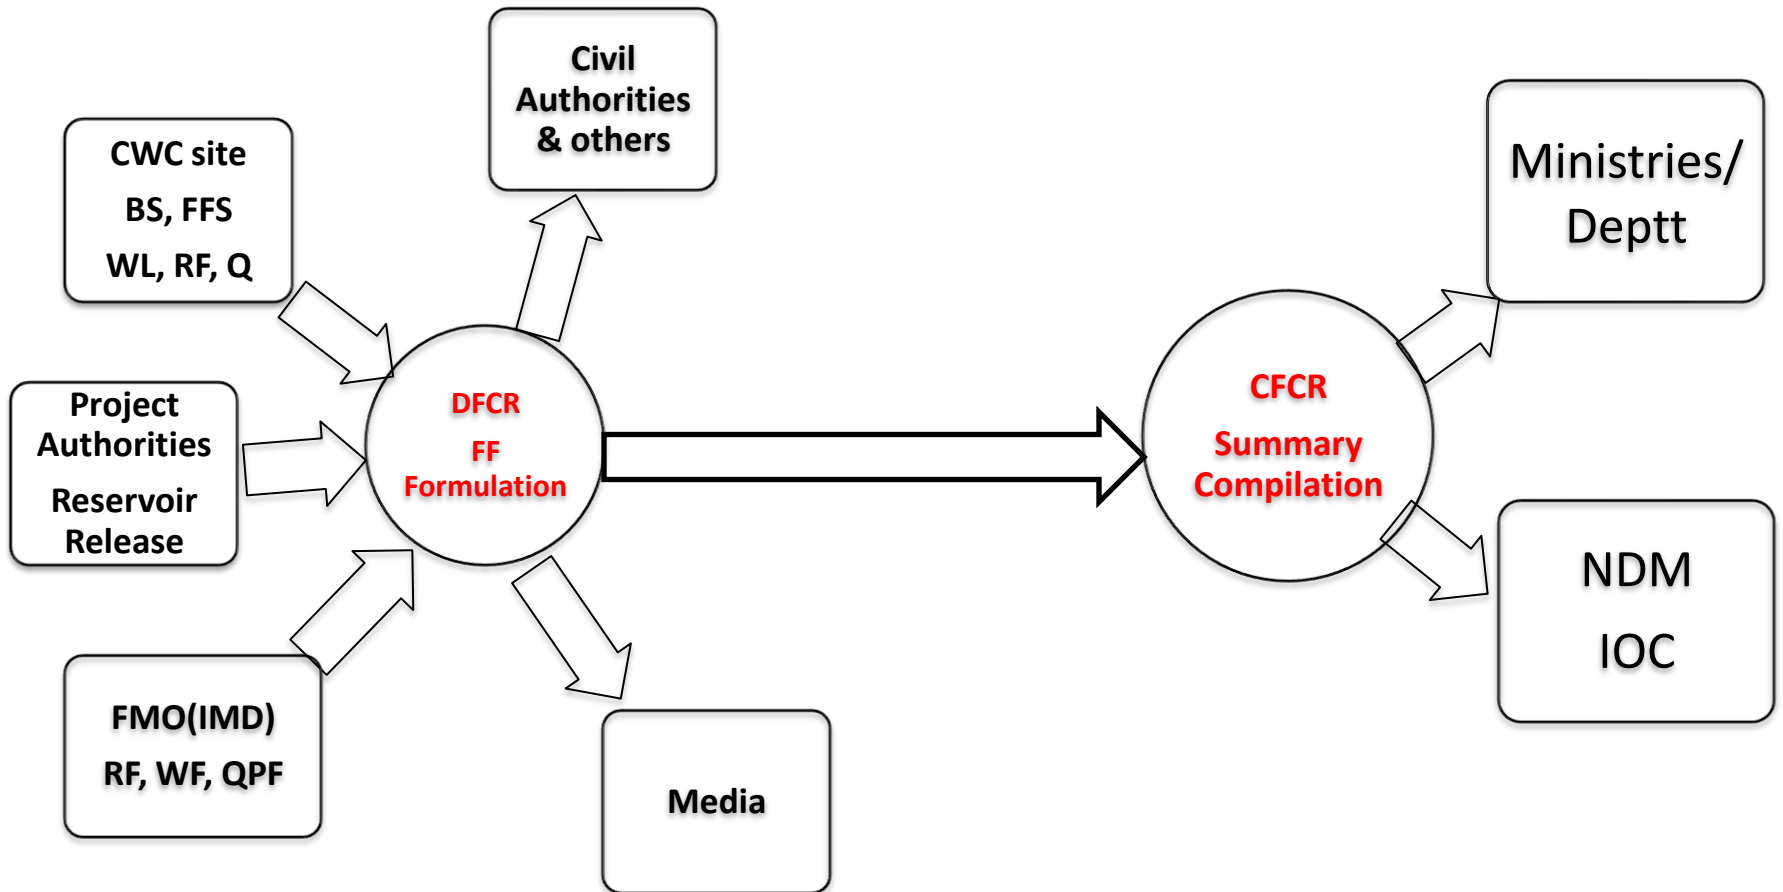 Civil
Authorities
& others
CWC site
BS, FFS
WL, RF, Q
Project
Authorities
Reservoir
Release
FMO(IMD)
RF, WF, QPF
DFCR
FF
Formulation
Media
CFCR
Summary
Compilation
Ministries/
Deptt
NDM
IOC